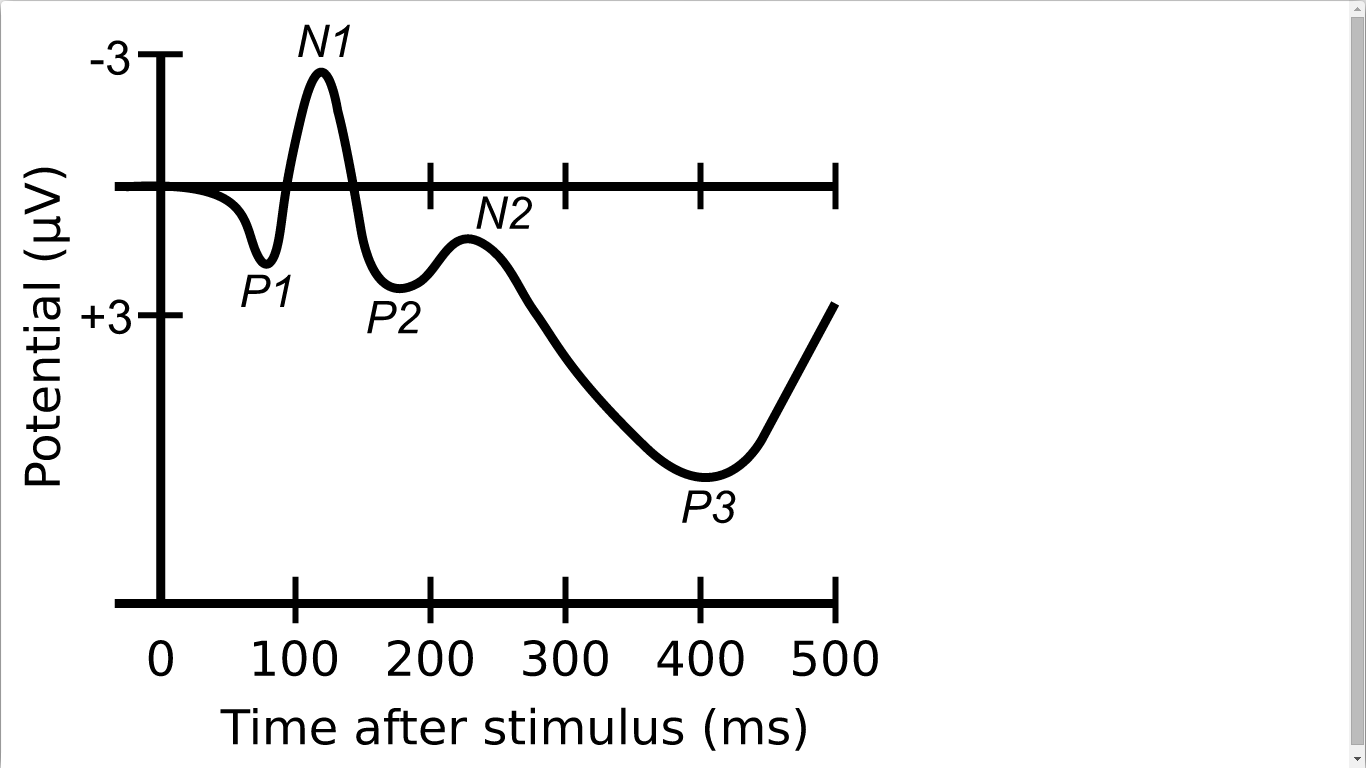 -3
N1
N2
P1
P2
+3
P3
Potential (μV)
0 100 200 300 400 500
Time after stimulus (ms)